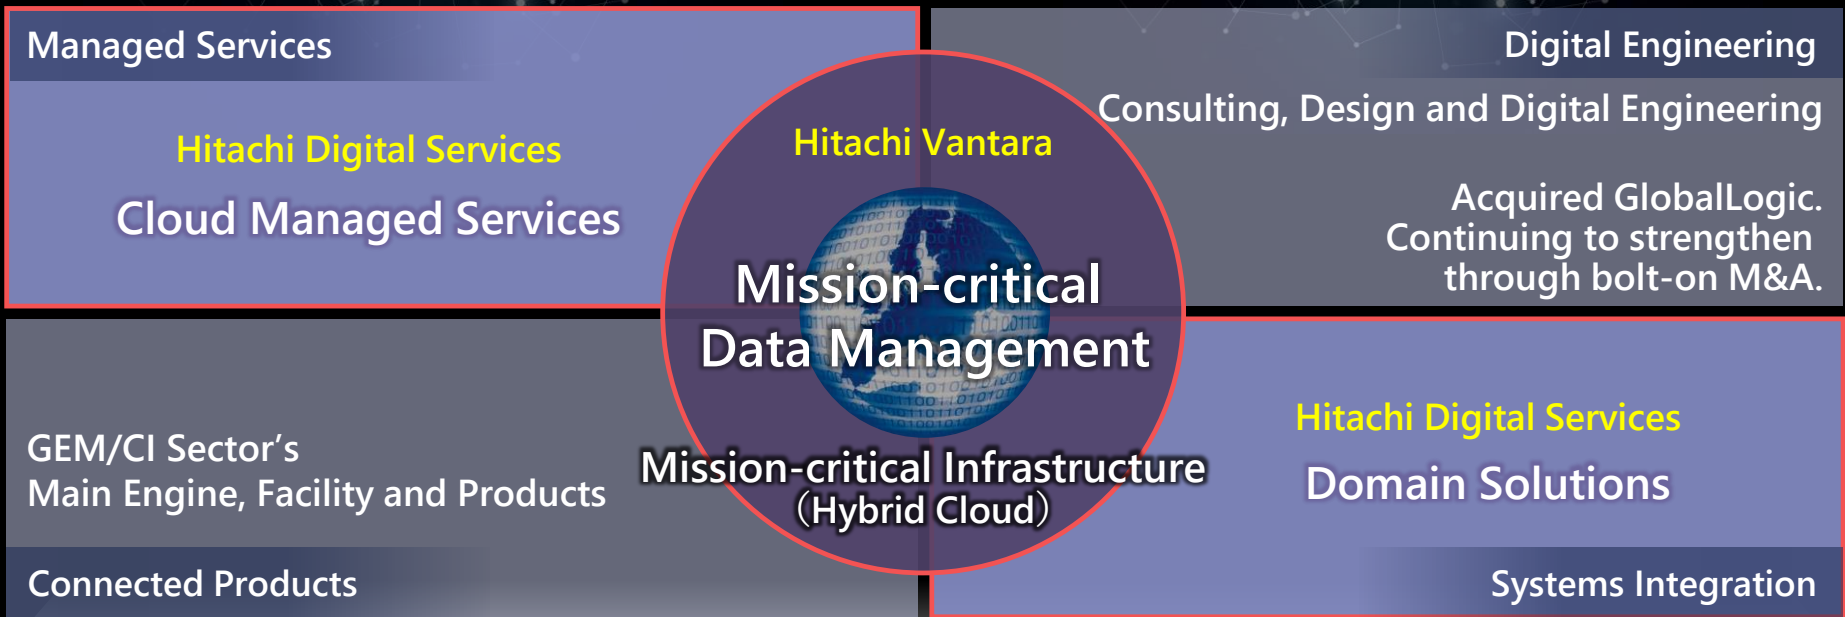 Managed Services
Hitachi Digital Services
Cloud Managed Services
Digital Engineering
Consulting, Design and Digital Engineering
Acquired GlobalLogic.
Continuing to strengthen
through bolt-on M&A.
Hitachi Vantara
Mission-critical
Data Management
Mission-critical Infrastructure
（Hybrid Cloud）
GEM/CI Sector’s
Main Engine, Facility and Products
Connected Products
Hitachi Digital Services
Domain Solutions
Systems Integration